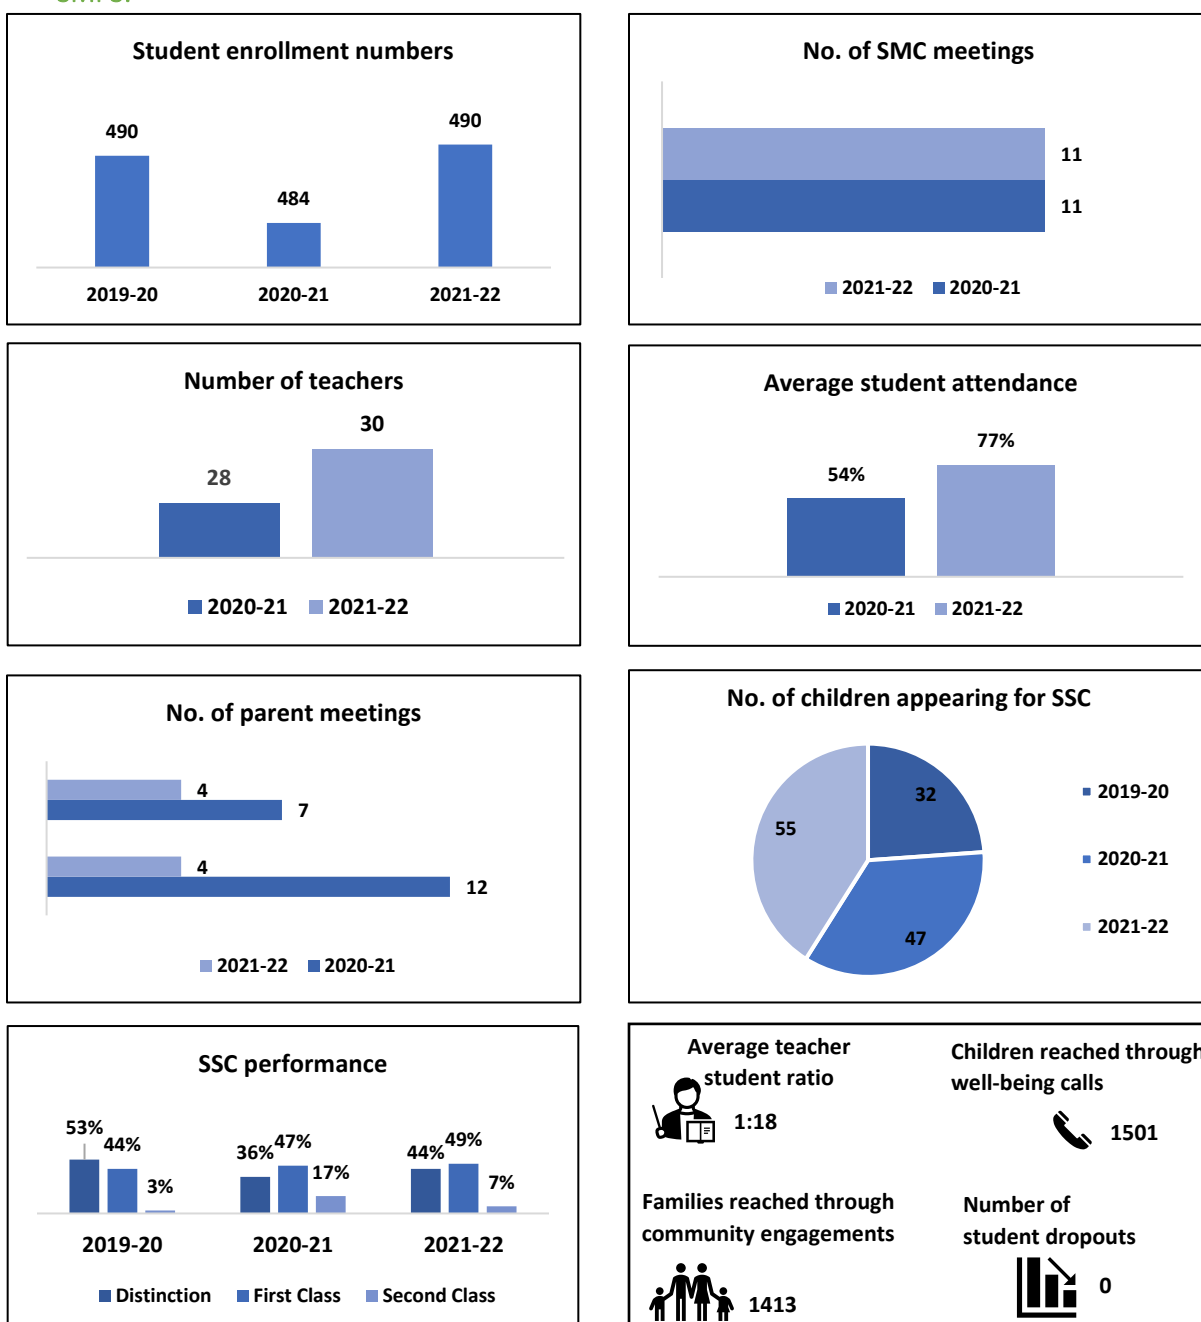 Student enrollment numbers
490
484
490
2019-20 2020-21 2021-22
No. of SMC meetings
11
11
2021-22 2020-21
Number of teachers
28
30
2020-21 2021-22
Average student attendance
54%
77%
2020-21 2021-22
No. of parent meetings
4
7
4
12
2021-22 2020-21
No. of children appearing for SSC
32
55
47
2019-20
2020-21
2021-22
SSC performance
53% 44% 3%
36% 47% 17%
44% 49% 7%
2019-20 2020-21 2021-22
Distinction First Class Second Class
Average teacher
student ratio
1:18
Children reached through
well-being calls
1501
Families reached through
community engagements
1413
Number of
student dropouts
0